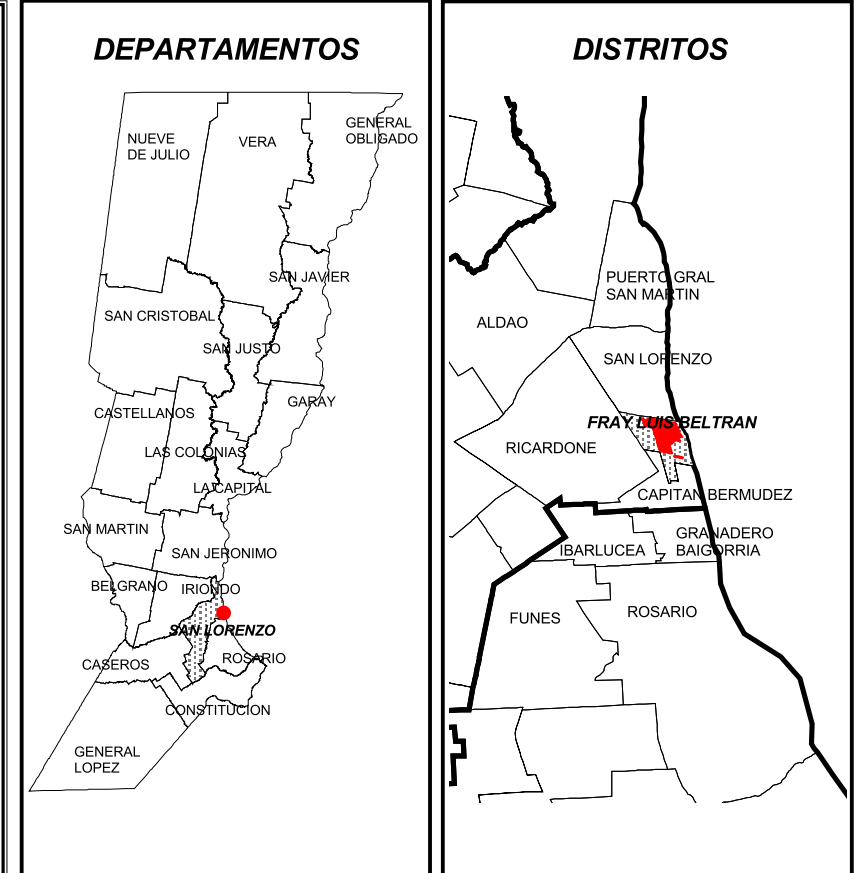 DEPARTAMENTOS
NUEVE
DE JULIO
VERA
GENERAL
OBLIGADO
SAN JAVIER
SAN CRISTOBAL
SAN JUSTO
GARAY
CASTELLANOS
LAS COLONIAS
LA CAPITAL
SAN MARTIN
SAN JERONIMO
BELGRANO
IRIONDO
SAN LORENZO
CASEROS
ROSARIO
CONSTITUCION
GENERAL
LOPEZ
DISTRITOS
PUERTO GRAL
SAN MARTIN
ALDAO
SAN LORENZO
FRAY LUIS BELTRAN
RICARDONE
CAPITAN BERMUDEZ
GRANADERO
BAIGORRIA
IBARLUCEA
FUNES
ROSARIO